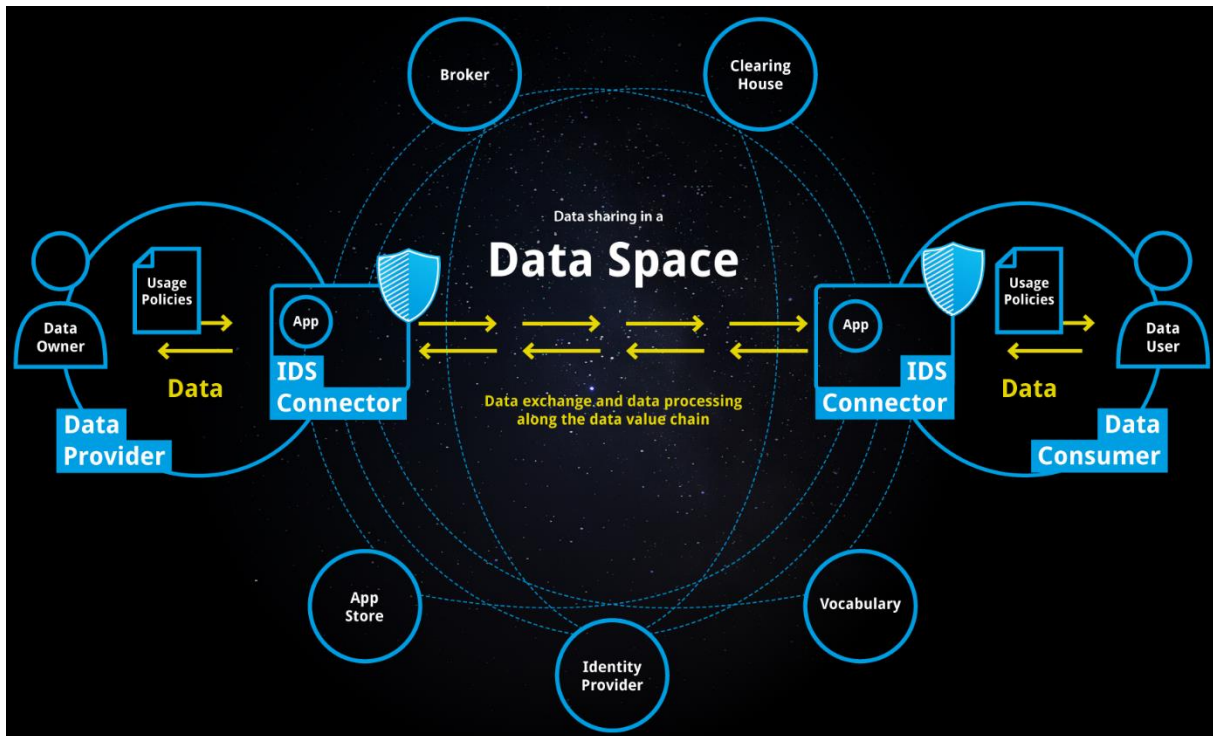 Broker
Clearing
House
Data sharing in a
Data Space
Usage
Policies
Data
Owner
App
IDS
Connector
Data
Data
Provider
Data exchange and data processing
along the data value chain
App
IDS
Connector
Usage
Policies
Data
User
Data
Data
Consumer
App
Store
Identity
Provider
Vocabulary